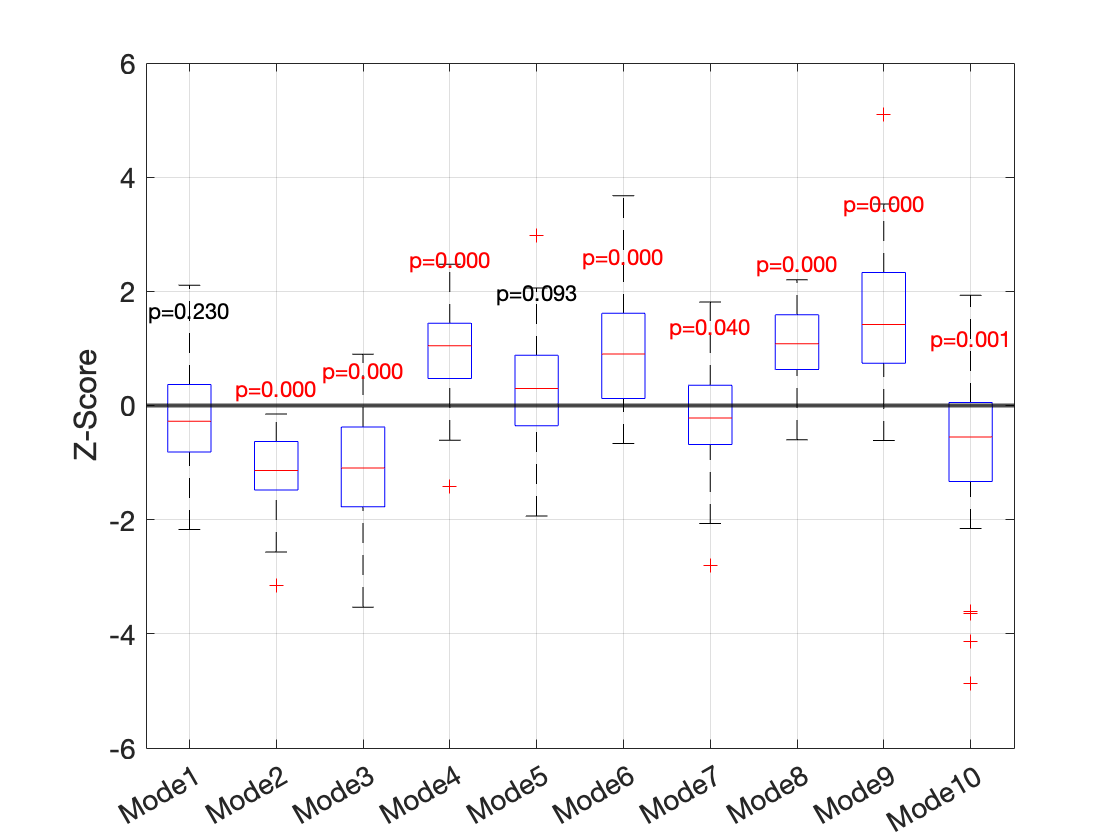 6
4
2
0
-2
-4
-6
Z-Score
p=0.230
p=0.000
p=0.000
p=0.000
p=0.093
p=0.000
p=0.040
p=0.000
p=0.000
p=0.001
Mode1
Mode2
Mode3
Mode4
Mode5
Mode6
Mode7
Mode8
Mode9
Mode10